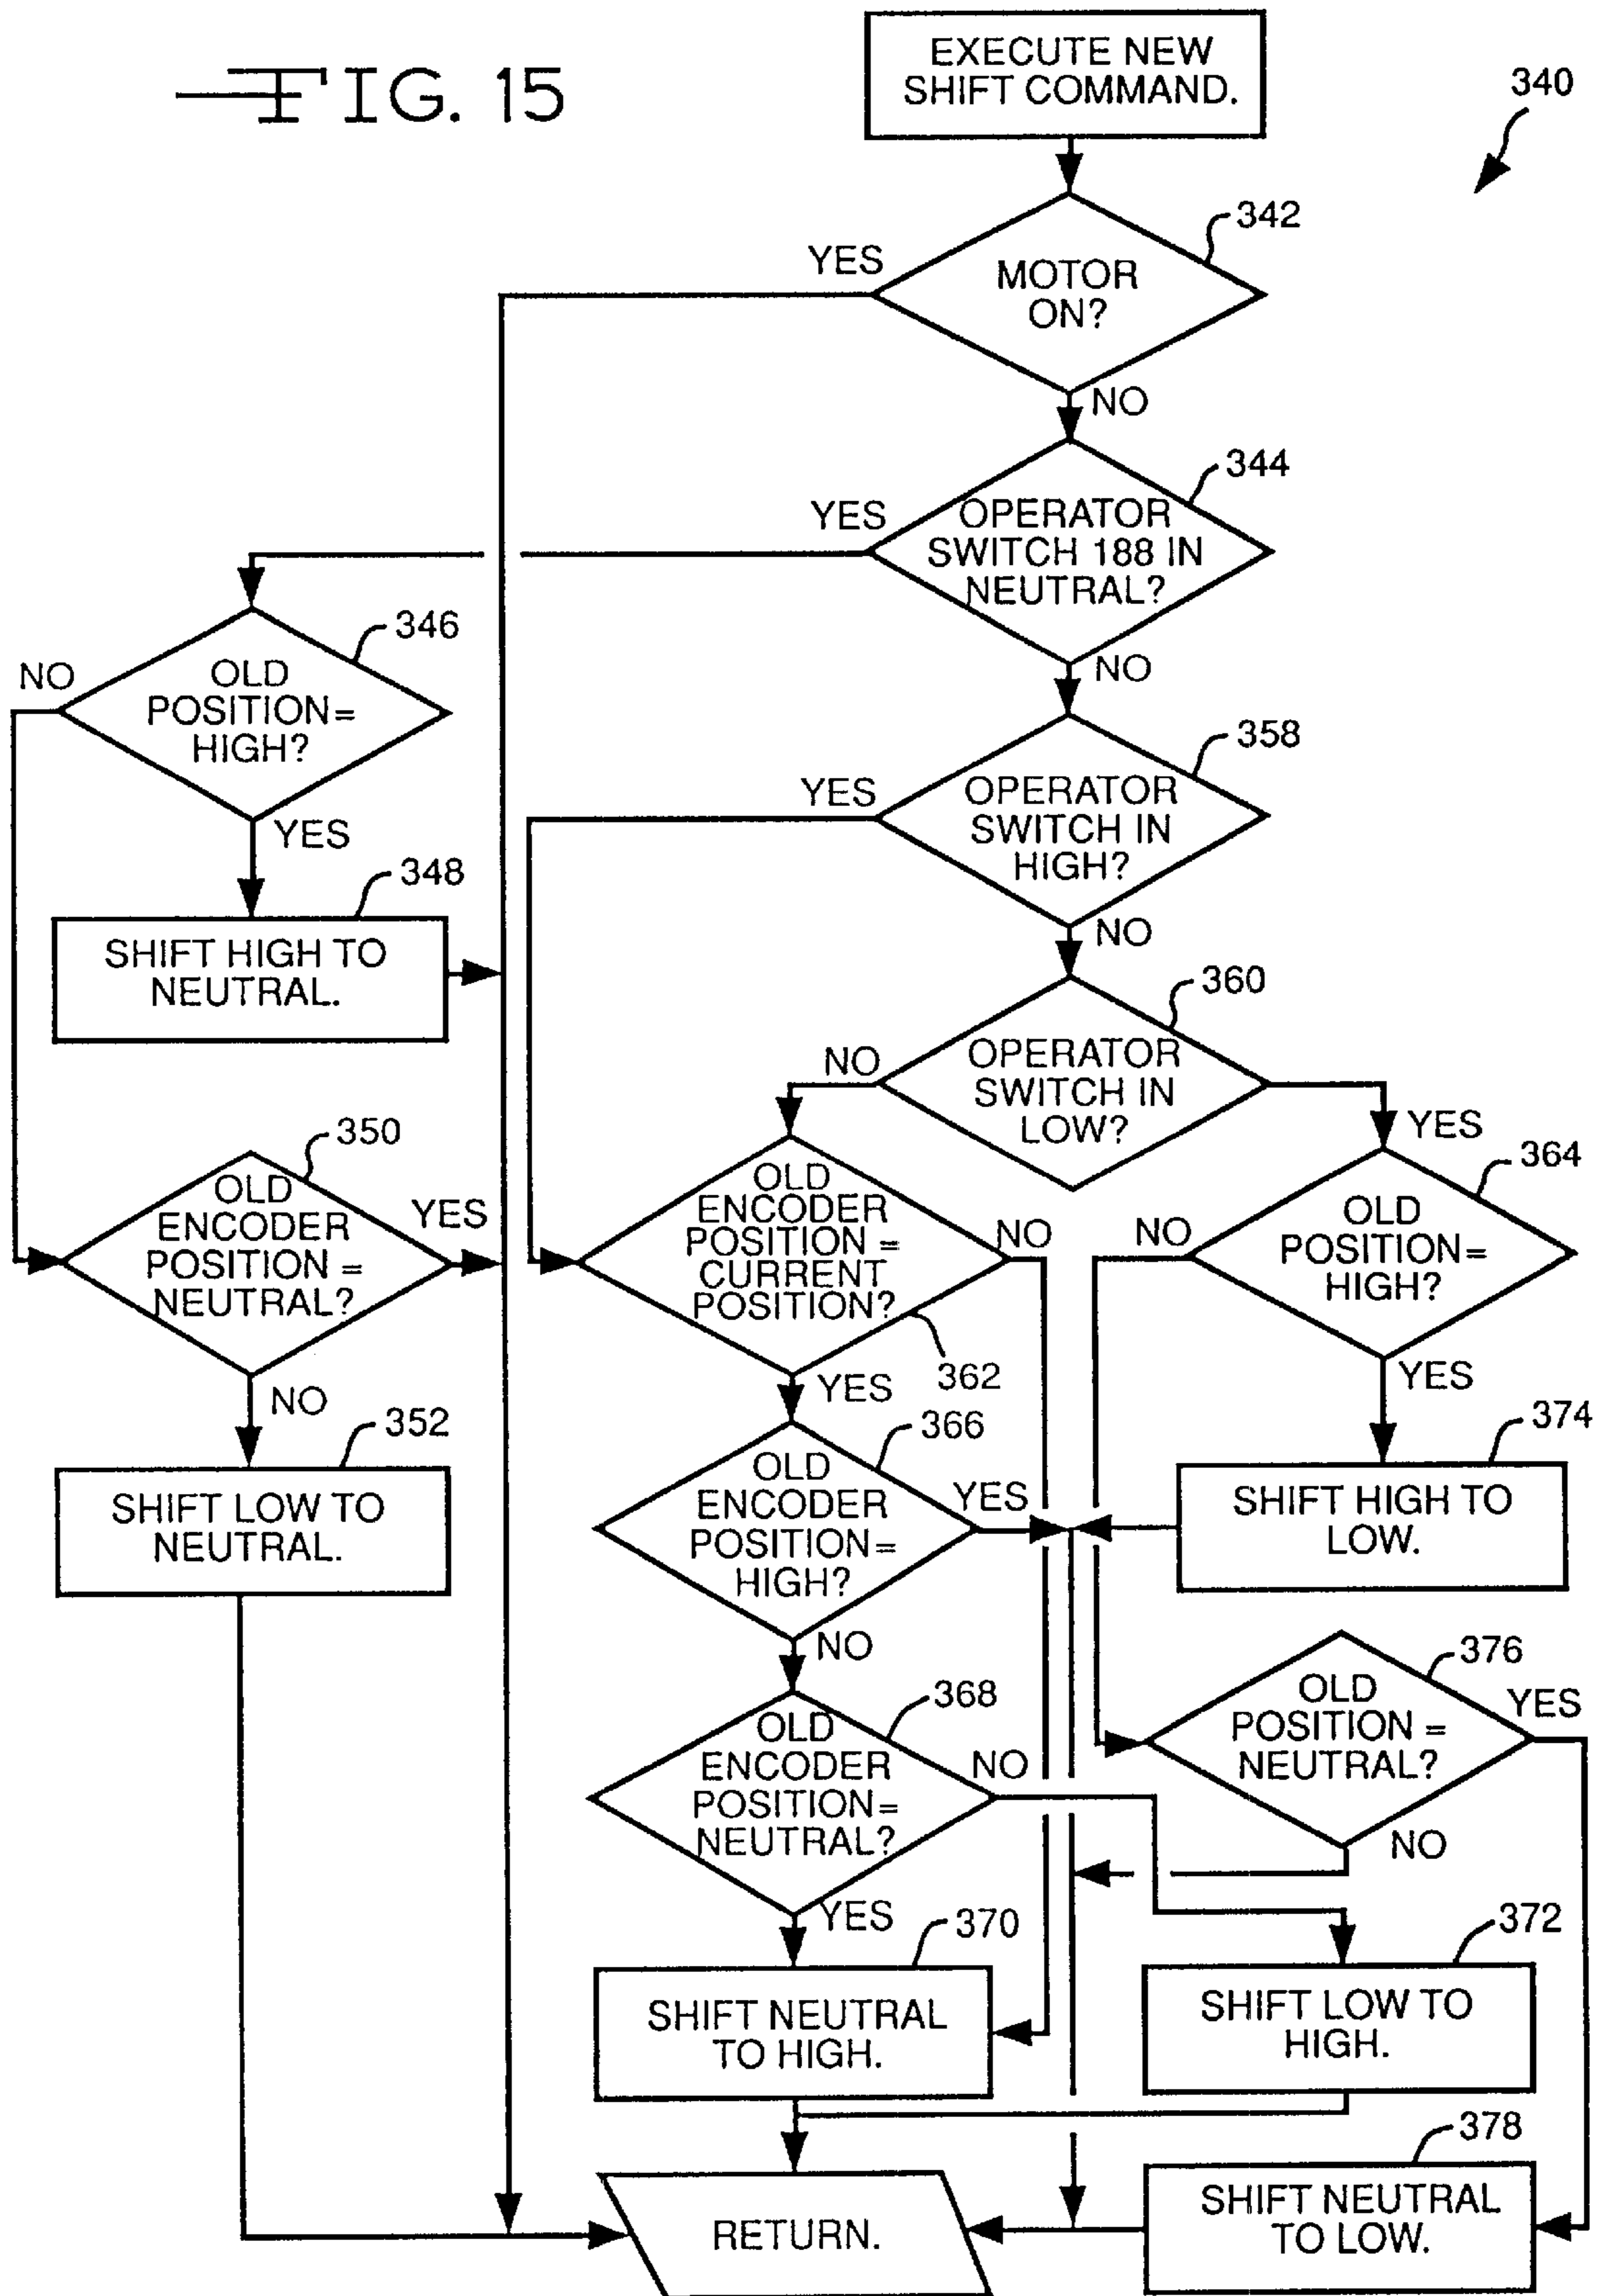 FIG. 15
EXECUTE NEW
SHIFT COMMAND.
340
342
YES
MOTOR
ON?
NO
344
YES
OPERATOR
SWITCH 188 IN
NEUTRAL?
NO
346
NO
OLD
POSITION=
HIGH?
YES
358
YES
OPERATOR
SWITCH IN
HIGH?
NO
348
SHIFT HIGH TO
NEUTRAL.
360
NO
OPERATOR
SWITCH IN
LOW?
YES
350
OLD
ENCODER
POSITION =
NEUTRAL?
YES
NO
OLD
ENCODER
POSITION =
CURRENT
POSITION?
NO
362
YES
364
NO
OLD
POSITION=
HIGH?
YES
352
SHIFT LOW TO
NEUTRAL.
366
OLD
ENCODER
POSITION=
HIGH?
YES
NO
374
SHIFT HIGH TO
LOW.
368
OLD
ENCODER
POSITION=
NEUTRAL?
NO
YES
376
OLD
POSITION =
NEUTRAL?
YES
NO
370
SHIFT NEUTRAL
TO HIGH.
372
SHIFT LOW TO
HIGH.
378
SHIFT NEUTRAL
TO LOW.
RETURN.